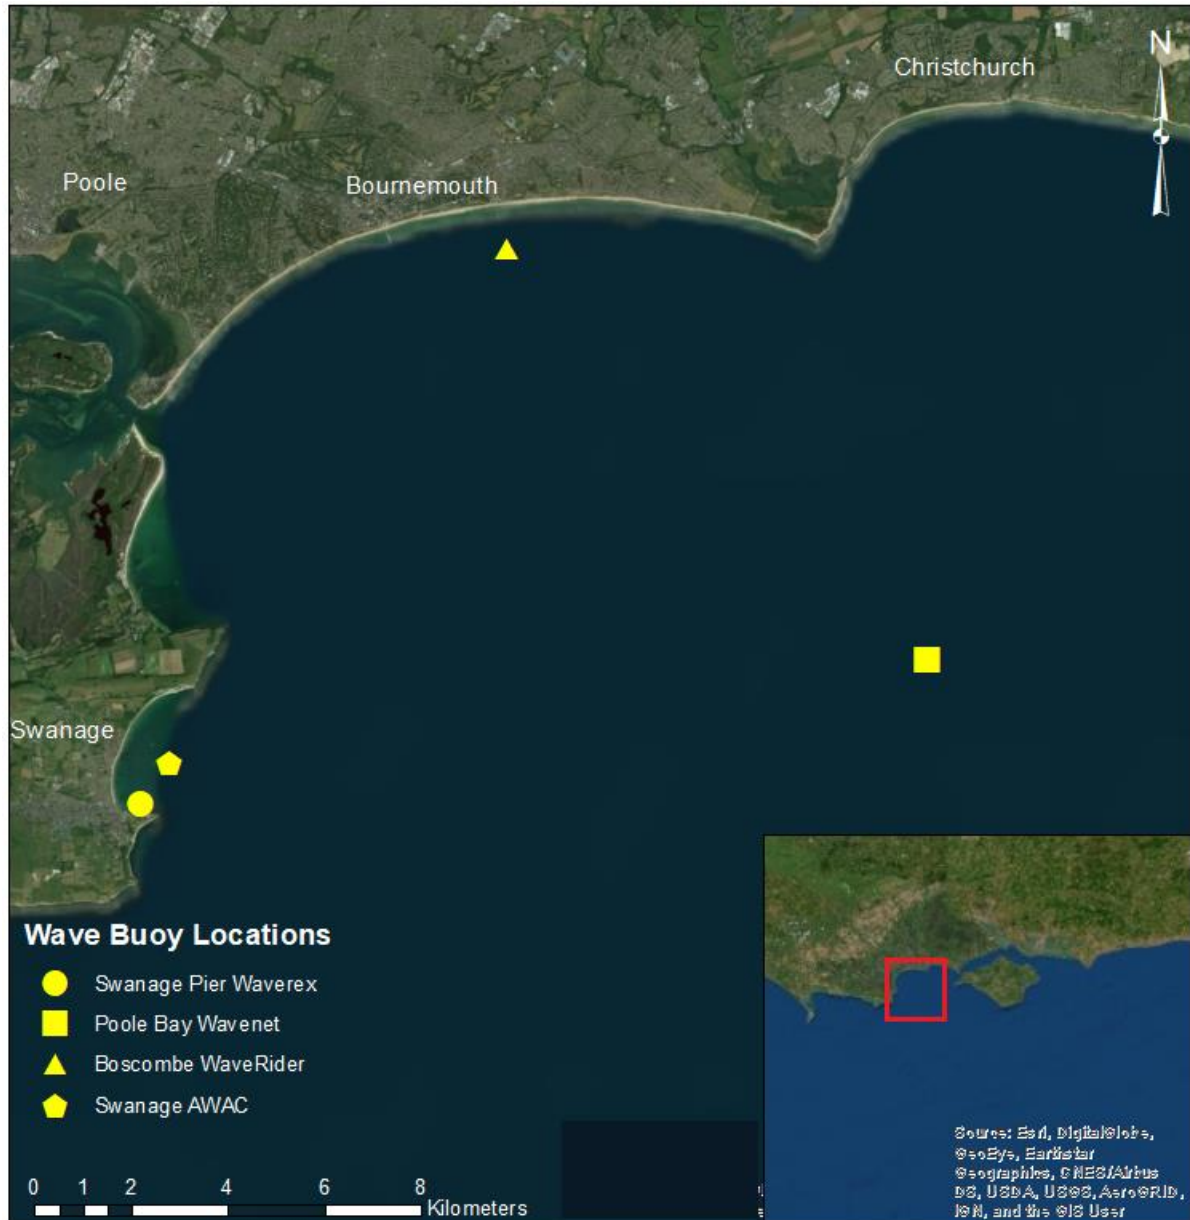 N
Christchurch
Poole
Bournemouth
Swanage
Wave Buoy Locations
Swanage Pier Waverex
Poole Bay Wavenet
Boscombe WaveRider
Swanage AWAC
0 1 2 4 6 8
Kilometers
Source: Esri, DigitalGlobe,
GeoEye, Earthstar
Geographics, CNES/Airbus
DS, USDA, USGS, AeroGRID,
IGN, and the GIS User